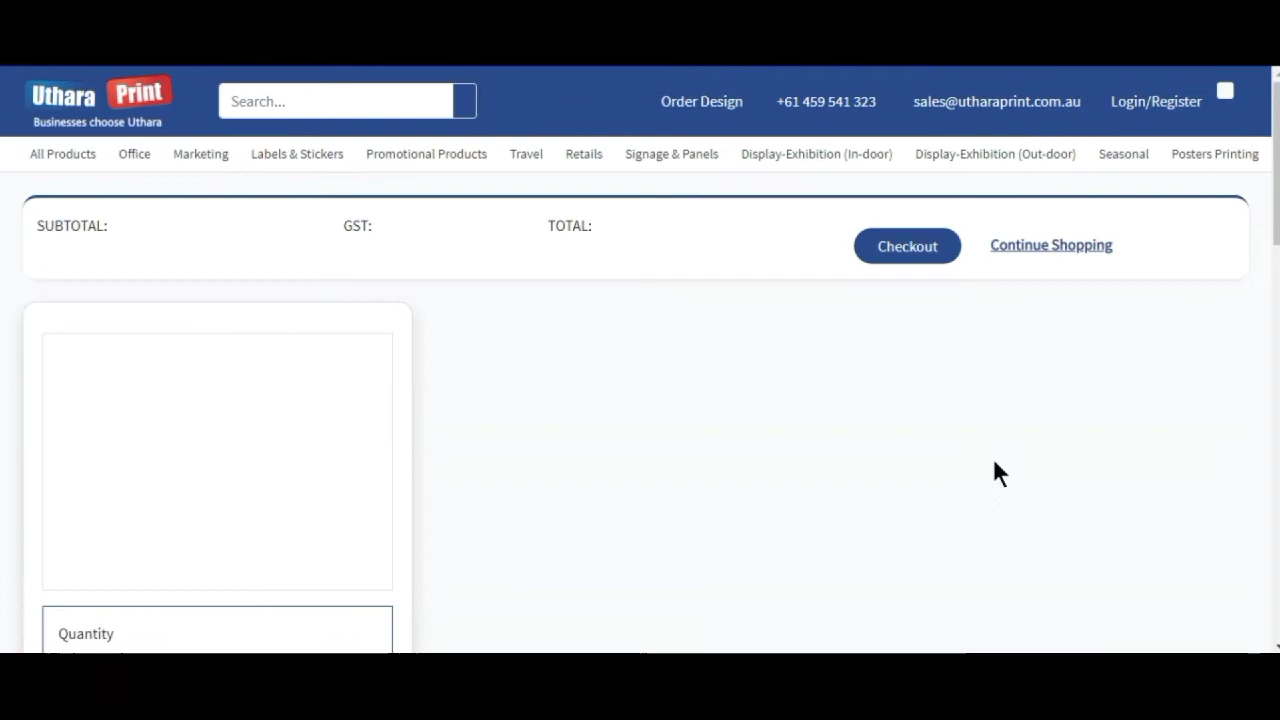 Uthara Print
Businesses choose Uthara
Search...
Order Design
+61 459 541 323
sales@utharaprint.com.au
Login/Register
All Products
Office
Marketing
Labels & Stickers
Promotional Products
Travel
Retails
Signage & Panels
Display-Exhibition (In-door)
Display-Exhibition (Out-door)
Seasonal
Posters Printing
SUBTOTAL:
GST:
TOTAL:
Checkout
Continue Shopping
Quantity